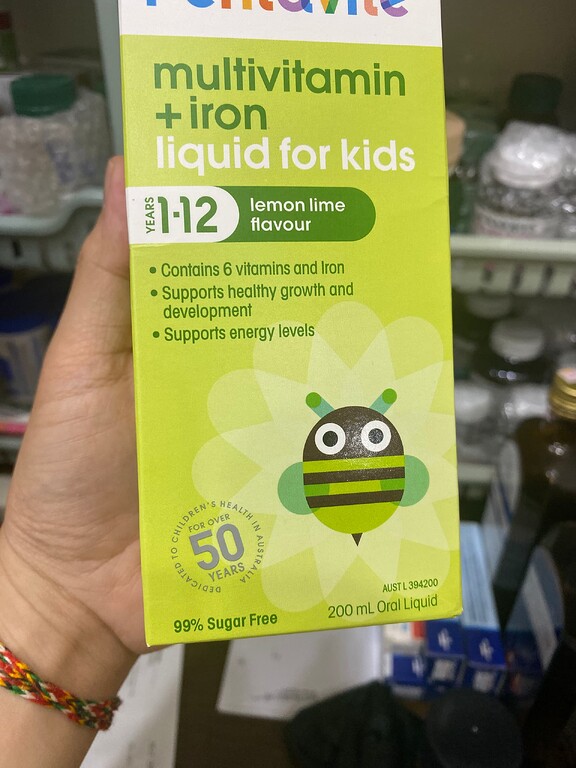 Pentavite
multivitamin
+ iron
liquid for kids
YEARS
1-12
lemon lime
flavour
• Contains 6 vitamins and Iron
• Supports healthy growth and
development
• Supports energy levels
DEDICATED TO CHILDREN'S HEALTH IN AUSTRALIA
FOR OVER
50
YEARS
AUST L 394200
99% Sugar Free
200 mL Oral Liquid